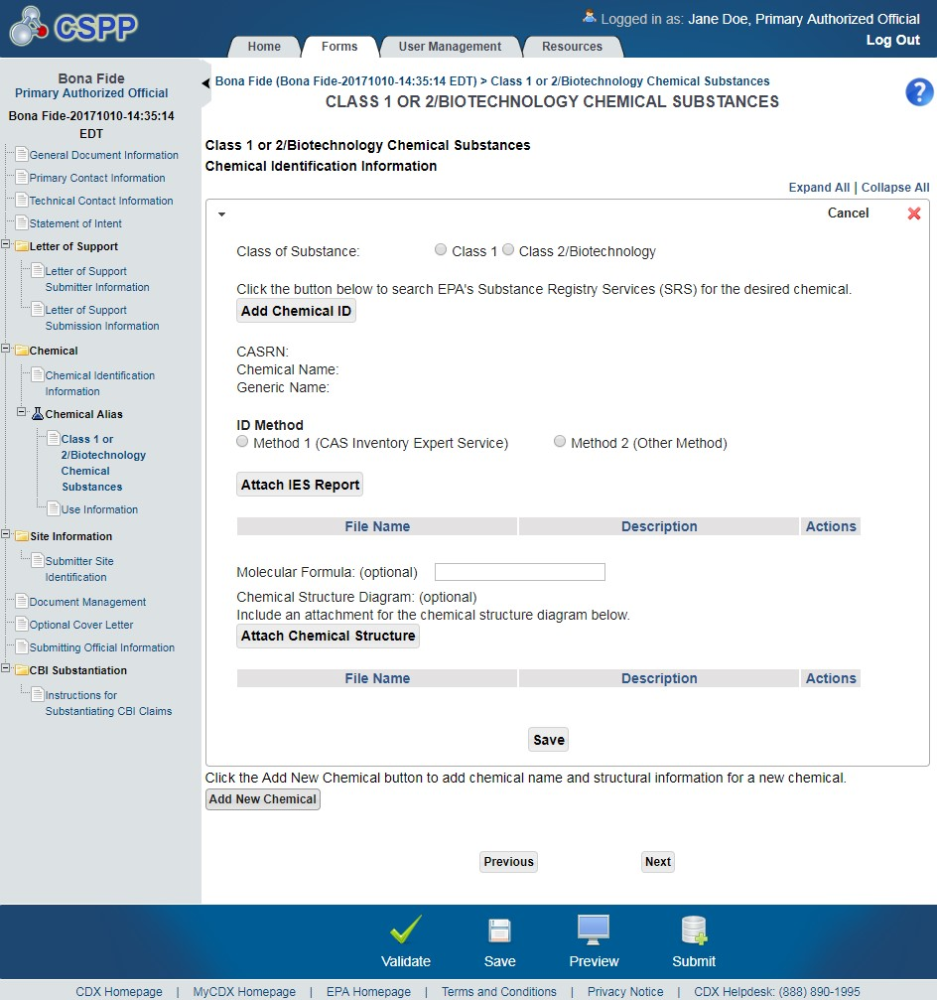 CSPP
Logged in as: Jane Doe, Primary Authorized Official
Log Out
Home
Forms
User Management
Resources
Bona Fide
Primary Authorized Official
Bona Fide-20171010-14:35:14
EDT
General Document Information
Primary Contact Information
Technical Contact Information
Statement of Intent
Letter of Support
Letter of Support
Submitter Information
Letter of Support
Submission Information
Chemical
Chemical Identification
Information
Chemical Alias
Class 1 or
2/Biotechnology
Chemical
Substances
Use Information
Site Information
Submitter Site
Identification
Document Management
Optional Cover Letter
Submitting Official Information
CBI Substantiation
Instructions for
Substantiating CBI Claims
Bona Fide (Bona Fide-20171010-14:35:14 EDT) > Class 1 or 2/Biotechnology Chemical Substances
CLASS 1 OR 2/BIOTECHNOLOGY CHEMICAL SUBSTANCES
?
Class 1 or 2/Biotechnology Chemical Substances
Chemical Identification Information
Expand All | Collapse All
Cancel
Class of Substance: Class 1 Class 2/Biotechnology
Click the button below to search EPA's Substance Registry Services (SRS) for the desired chemical.
Add Chemical ID
CASRN:
Chemical Name:
Generic Name:
ID Method
Method 1 (CAS Inventory Expert Service) Method 2 (Other Method)
Attach IES Report
File Name Description Actions
Molecular Formula: (optional)
Chemical Structure Diagram: (optional)
Include an attachment for the chemical structure diagram below.
Attach Chemical Structure
File Name Description Actions
Save
Click the Add New Chemical button to add chemical name and structural information for a new chemical.
Add New Chemical
Previous
Next
Validate
Save
Preview
Submit
CDX Homepage | MyCDX Homepage | EPA Homepage | Terms and Conditions | Privacy Notice | CDX Helpdesk: (888) 890-1995